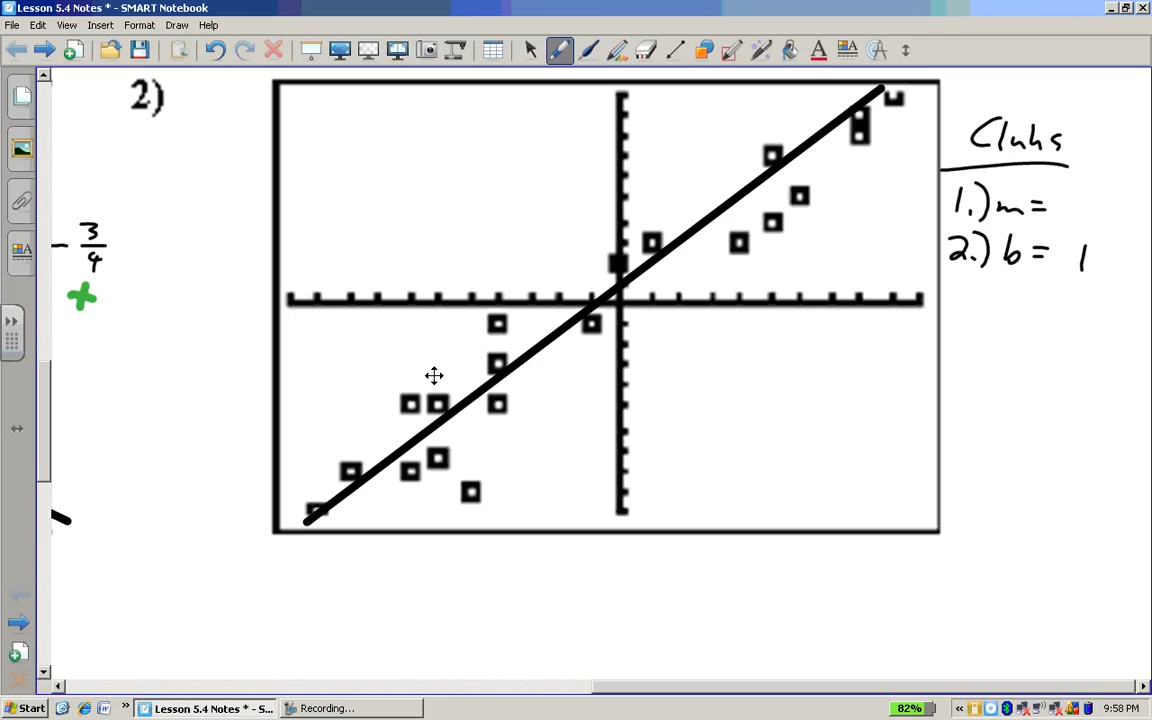 Lesson 5.4 Notes * - SMART Notebook
File Edit View Insert Format Draw Help
2)
Clubs
1.) m =
2.) b = 1
- 3/4
+
Start
»
Lesson 5.4 Notes * - S...
Recording...
82%
«
9:58 PM